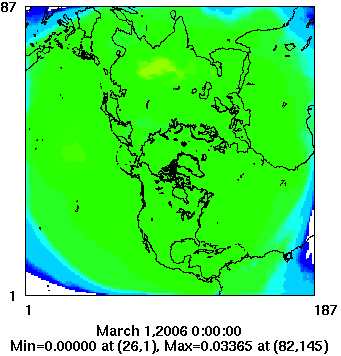 87
1
1 187
March 1,2006 0:00:00
Min=0.00000 at (26,1), Max=0.03365 at (82,145)